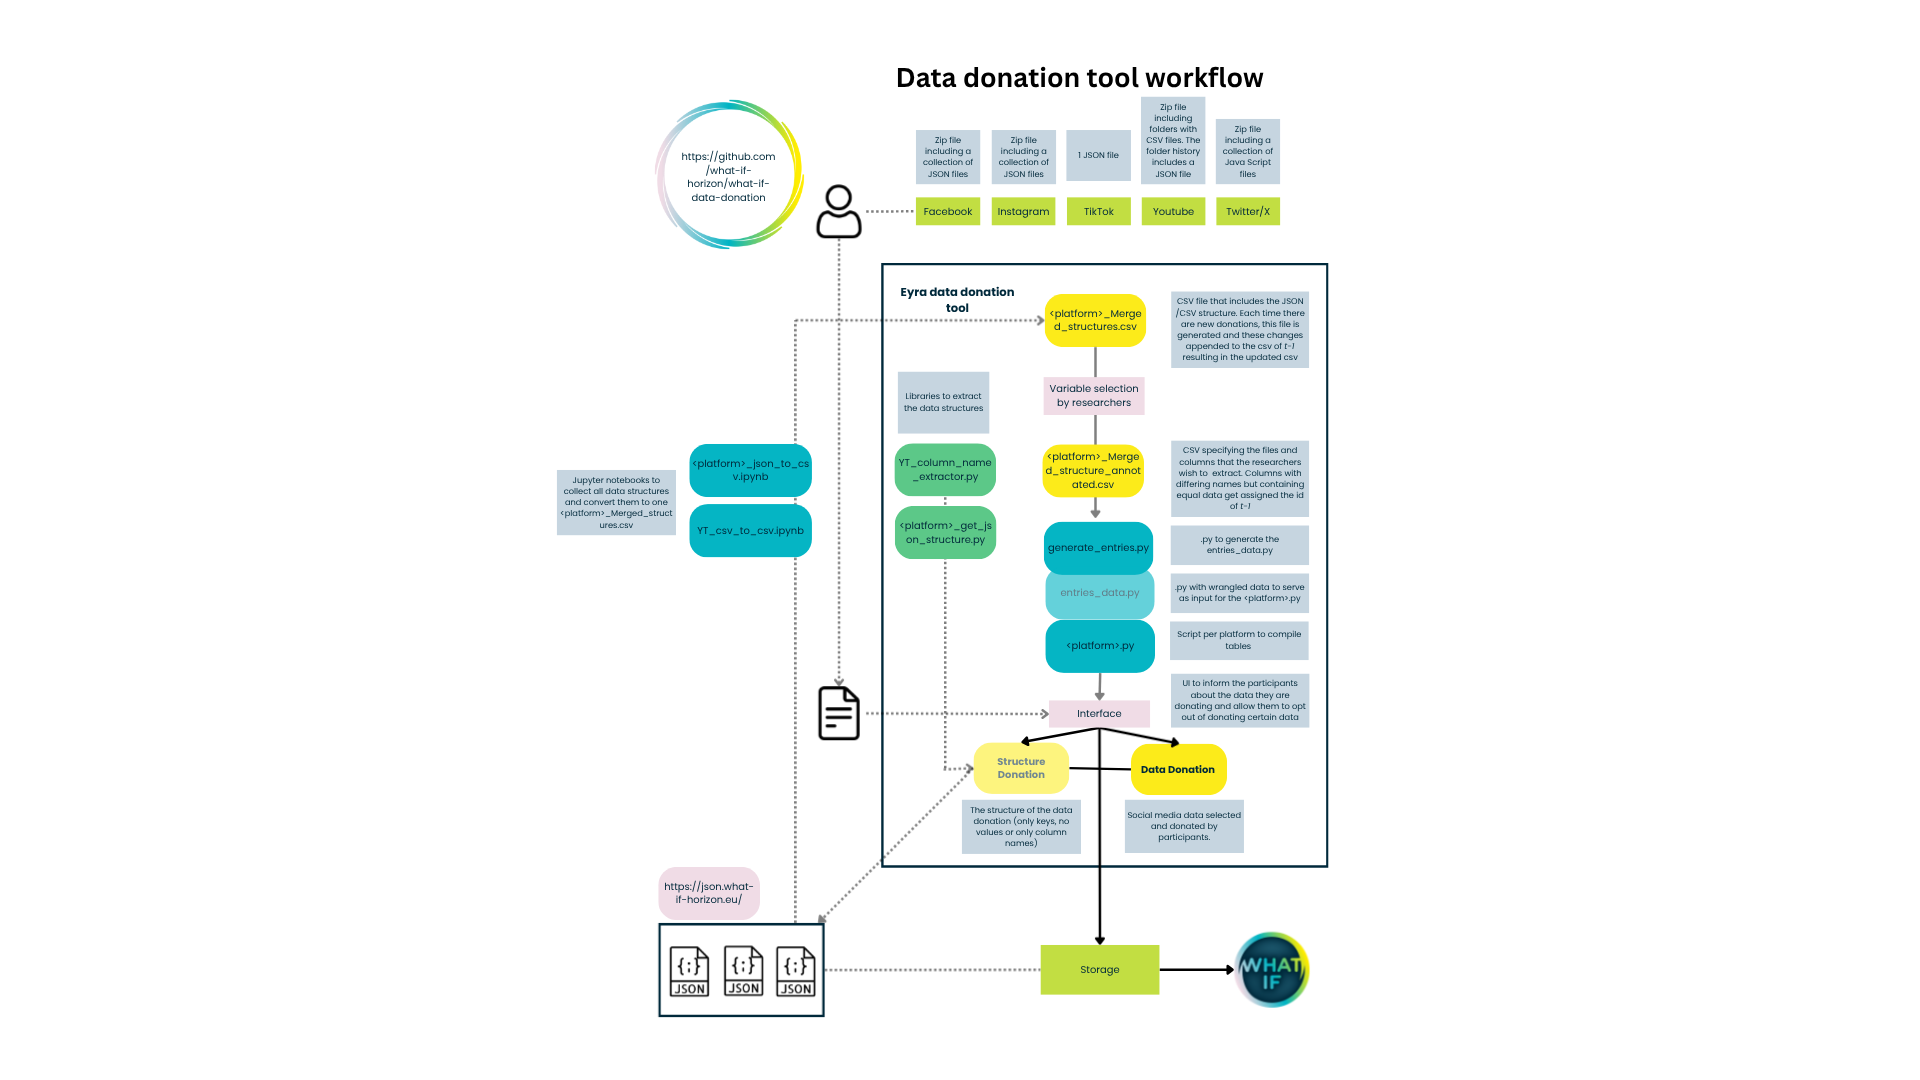 Data donation tool workflow
https://github.com
/what-if-
horizon/what-if-
data-donation
Zip file
including a
collection of
JSON files
Zip file
including a
collection of
JSON files
1 JSON file
Zip file
including
folders with
CSV files. The
folder history
includes a
JSON file
Zip file
including a
collection of
Java Script
files
Facebook
Instagram
TikTok
Youtube
Twitter/X
Eyra data donation
tool
<platform>_Merge
d_structures.csv
CSV file that includes the JSON
/CSV structure. Each time there
are new donations, this file is
generated and these changes
appended to the csv of t-1
resulting in the updated csv
Variable selection
by researchers
Libraries to extract
the data structures
<platform>_json_to_cs
v.ipynb
YT_csv_to_csv.ipynb
Jupyter notebooks to
collect all data structures
and convert them to one
<platform>_Merged_struct
ures.csv
YT_column_name
_extractor.py
<platform>_get_js
on_structure.py
<platform>_Merge
d_structure_annot
ated.csv
CSV specifying the files and
columns that the researchers
wish to extract. Columns with
differing names but containing
equal data get assigned the id
of t-1
generate_entries.py
.py to generate the
entries_data.py
entries_data.py
.py with wrangled data to serve
as input for the <platform>.py
<platform>.py
Script per platform to compile
tables
Interface
UI to inform the participants
about the data they are
donating and allow them to opt
out of donating certain data
Structure
Donation
Data Donation
The structure of the data
donation (only keys, no
values or only column
names)
Social media data selected
and donated by
participants.
https://json.what-
if-horizon.eu/
{;}
JSON
{;}
JSON
{;}
JSON
Storage
WHAT
IF